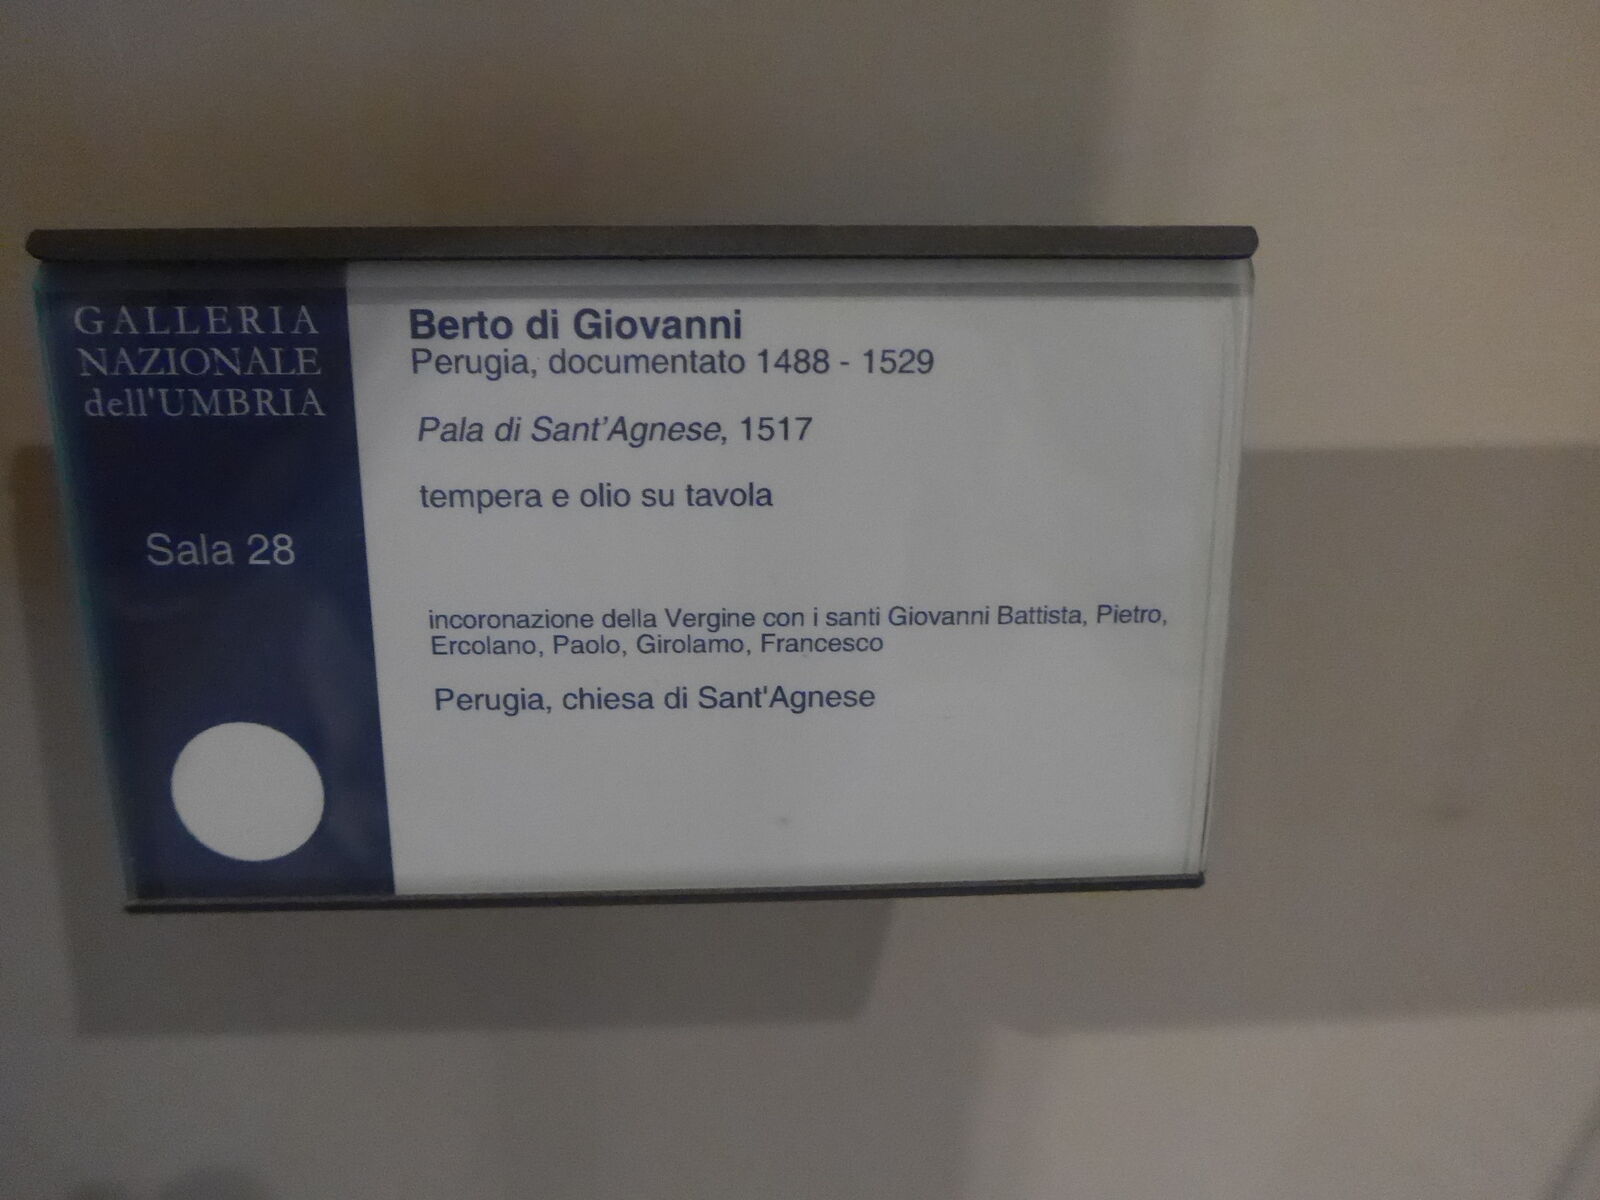 GALLERIA
NAZIONALE
dell'UMBRIA
Sala 28
Berto di Giovanni
Perugia, documentato 1488 - 1529
Pala di Sant'Agnese, 1517
tempera e olio su tavola
incoronazione della Vergine con i santi Giovanni Battista, Pietro,
Ercolano, Paolo, Girolamo, Francesco
Perugia, chiesa di Sant'Agnese